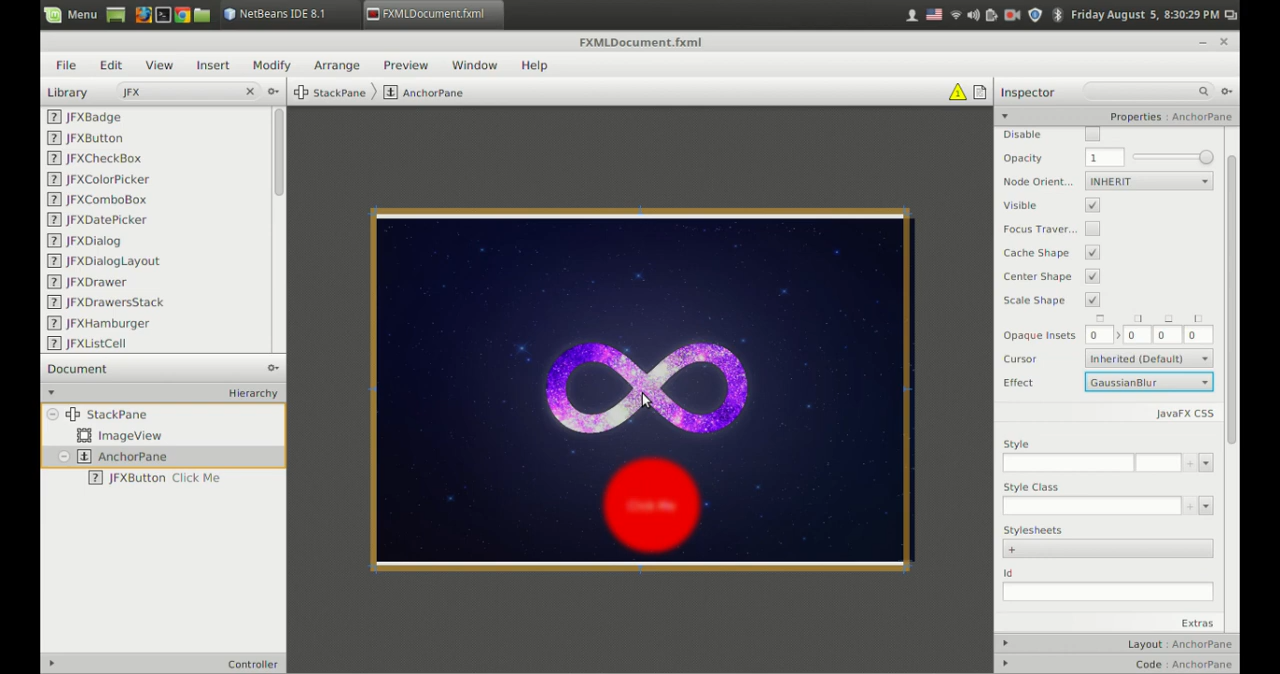 Menu NetBeans IDE 8.1 FXMLDocument.fxml Friday August 5, 8:30:29 PM
FXMLDocument.fxml
File Edit View Insert Modify Arrange Preview Window Help
Library JFX
JFXBadge
JFXButton
JFXCheckBox
JFXColorPicker
JFXComboBox
JFXDatePicker
JFXDialog
JFXDialogLayout
JFXDrawer
JFXDrawersStack
JFXHamburger
JFXListCell
Document
Hierarchy
StackPane
ImageView
AnchorPane
JFXButton Click Me
Controller
StackPane AnchorPane 1
Click Me
Inspector
Properties : AnchorPane
Disable
Opacity 1
Node Orient... INHERIT
Visible
Focus Traver...
Cache Shape
Center Shape
Scale Shape
Opaque Insets 0 0 0 0
Cursor Inherited (Default)
Effect GaussianBlur
JavaFX CSS
Style
+
Style Class
+
Stylesheets
+
Id
Extras
Layout : AnchorPane
Code : AnchorPane